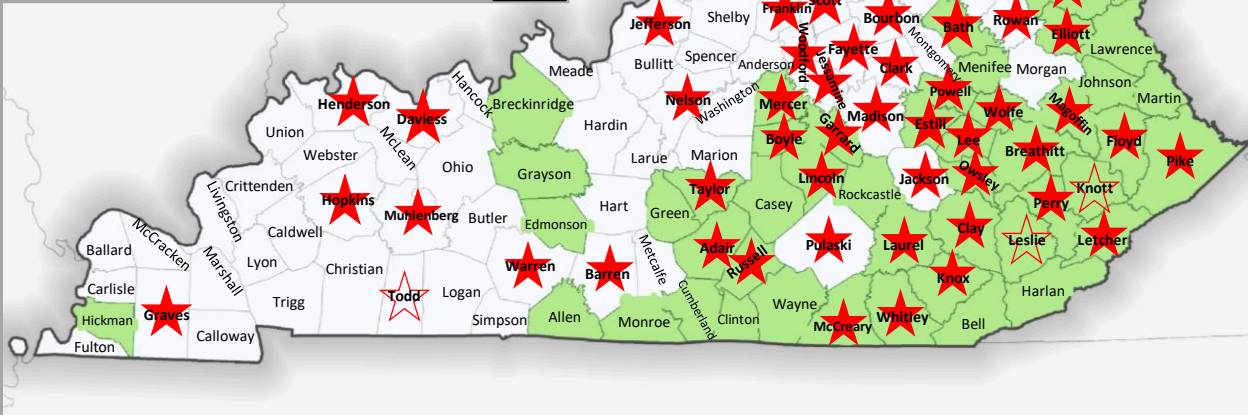 Franklin
Scott
Jefferson
Shelby
Bourbon
Bath
Rowan
Elliott
Lawrence
Woodford
Fayette
Montgomery
Menifee
Morgan
Meade
Bullitt
Spencer
Anderson
Jessamine
Clark
Johnson
Martin
Hancock
Breckinridge
Henderson
Daviess
Nelson
Washington
Mercer
Madison
Powell
Wolfe
Magoffin
Union
McLean
Hardin
Boyle
Garrard
Estill
Lee
Breathitt
Floyd
Pike
Webster
Ohio
Larue
Marion
Crittenden
Grayson
Taylor
Lincoln
Rockcastle
Jackson
Owsley
Perry
Knott
Livingston
Hopkins
Muhlenberg
Butler
Hart
Green
Casey
Edmonson
Caldwell
Clay
Leslie
Letcher
Ballard
McCracken
Marshall
Lyon
Christian
Warren
Barren
Metcalfe
Adair
Russell
Pulaski
Laurel
Knox
Harlan
Carlisle
Trigg
Todd
Logan
Simpson
Allen
Monroe
Cumberland
Clinton
Wayne
McCreary
Whitley
Bell
Hickman
Graves
Calloway
Fulton